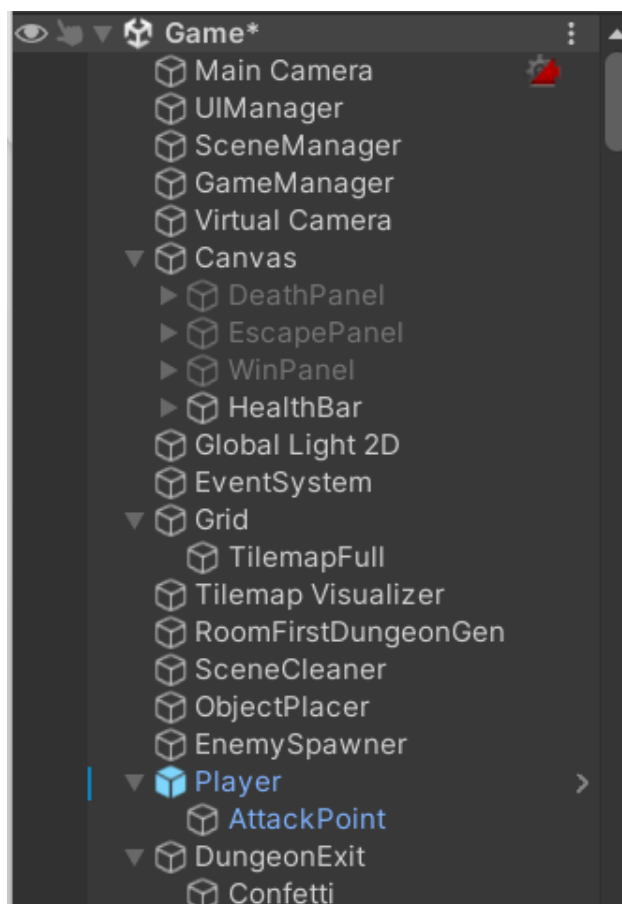 Game*
Main Camera
UIManager
SceneManager
GameManager
Virtual Camera
Canvas
DeathPanel
EscapePanel
WinPanel
HealthBar
Global Light 2D
EventSystem
Grid
TilemapFull
Tilemap Visualizer
RoomFirstDungeonGen
SceneCleaner
ObjectPlacer
EnemySpawner
Player
AttackPoint
DungeonExit
Confetti